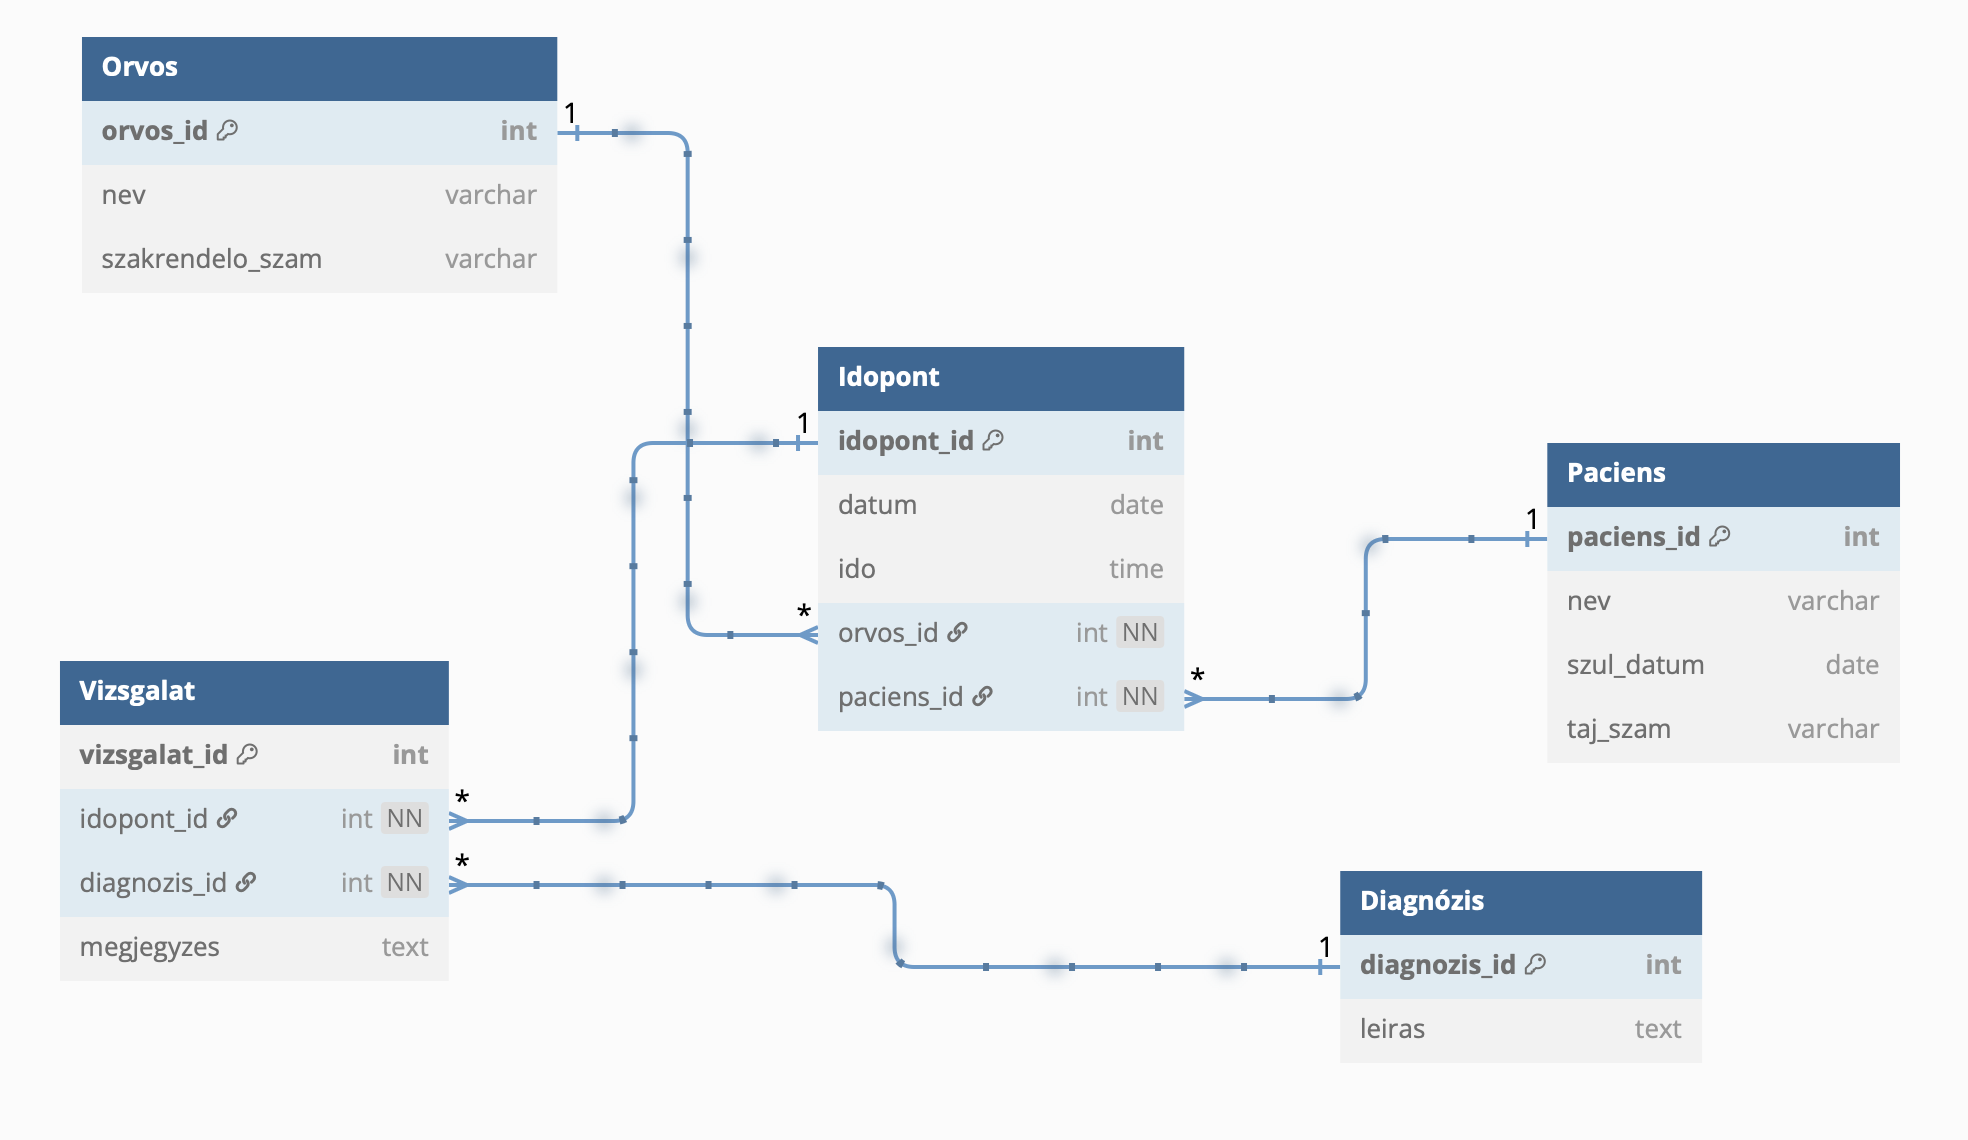 Orvos
orvos_id int
nev varchar
szakrendelo_szam varchar
1
Idopont
1
idopont_id int
datum date
ido time
*
orvos_id int NN
paciens_id int NN
*
Paciens
1
paciens_id int
nev varchar
szul_datum date
taj_szam varchar
Vizsgalat
vizsgalat_id int
idopont_id int NN
*
diagnozis_id int NN
*
megjegyzes text
Diagnózis
1
diagnozis_id int
leiras text